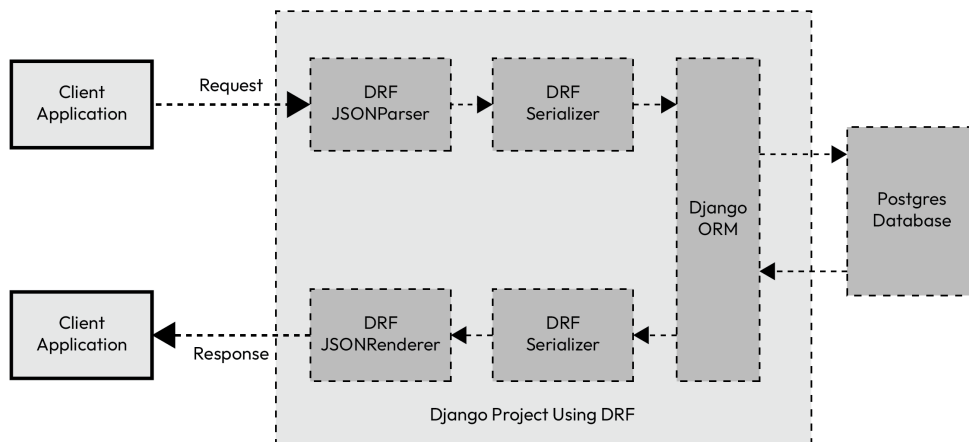 Client
Application
Request
DRF
JSONParser
DRF
Serializer
Django
ORM
Postgres
Database
Client
Application
Response
DRF
JSONRenderer
DRF
Serializer
Django Project Using DRF